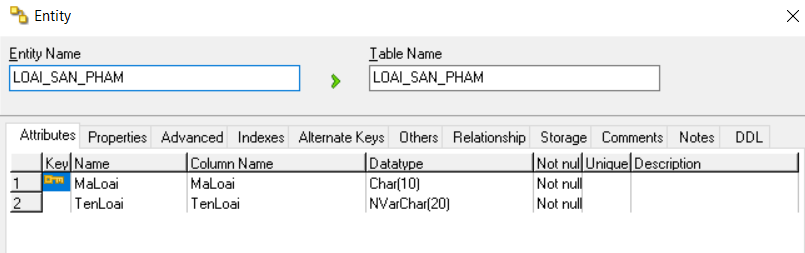 Entity
Entity Name
Table Name
LOAI_SAN_PHAM
LOAI_SAN_PHAM
Attributes Properties Advanced Indexes Alternate Keys Others Relationship Storage Comments Notes DDL
Key Name Column Name Datatype Not null Unique Description
1 MaLoai MaLoai Char(10) Not null
2 TenLoai TenLoai NVarChar(20) Not null